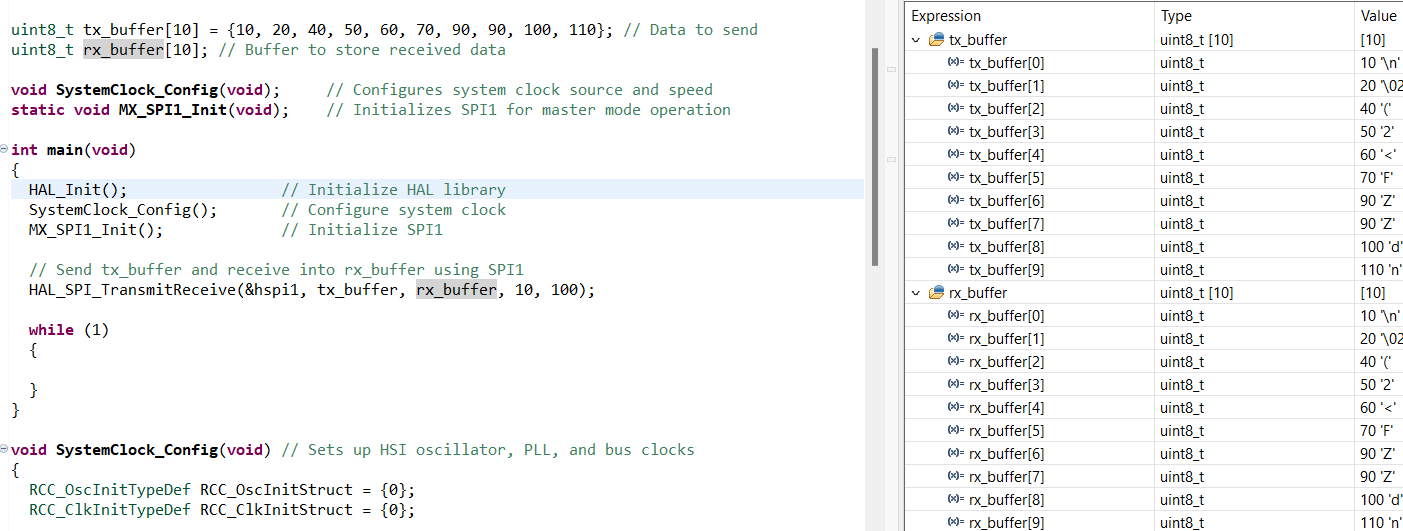 uint8_t tx_buffer[10] = {10, 20, 40, 50, 60, 70, 90, 90, 100, 110}; // Data to send
uint8_t rx_buffer[10]; // Buffer to store received data
void SystemClock_Config(void);     // Configures system clock source and speed
static void MX_SPI1_Init(void);    // Initializes SPI1 for master mode operation
int main(void)
{
  HAL_Init();                 // Initialize HAL library
  SystemClock_Config();       // Configure system clock
  MX_SPI1_Init();             // Initialize SPI1
  // Send tx_buffer and receive into rx_buffer using SPI1
  HAL_SPI_TransmitReceive(&hspi1, tx_buffer, rx_buffer, 10, 100);
  while (1)
  {
  }
}
void SystemClock_Config(void) // Sets up HSI oscillator, PLL, and bus clocks
{
  RCC_OscInitTypeDef RCC_OscInitStruct = {0};
  RCC_ClkInitTypeDef RCC_ClkInitStruct = {0};
Expression Type Value
tx_buffer uint8_t [10] [10]
(x)= tx_buffer[0] uint8_t 10 '\n'
(x)= tx_buffer[1] uint8_t 20 '\02
(x)= tx_buffer[2] uint8_t 40 '('
(x)= tx_buffer[3] uint8_t 50 '2'
(x)= tx_buffer[4] uint8_t 60 '<'
(x)= tx_buffer[5] uint8_t 70 'F'
(x)= tx_buffer[6] uint8_t 90 'Z'
(x)= tx_buffer[7] uint8_t 90 'Z'
(x)= tx_buffer[8] uint8_t 100 'd'
(x)= tx_buffer[9] uint8_t 110 'n'
rx_buffer uint8_t [10] [10]
(x)= rx_buffer[0] uint8_t 10 '\n'
(x)= rx_buffer[1] uint8_t 20 '\02
(x)= rx_buffer[2] uint8_t 40 '('
(x)= rx_buffer[3] uint8_t 50 '2'
(x)= rx_buffer[4] uint8_t 60 '<'
(x)= rx_buffer[5] uint8_t 70 'F'
(x)= rx_buffer[6] uint8_t 90 'Z'
(x)= rx_buffer[7] uint8_t 90 'Z'
(x)= rx_buffer[8] uint8_t 100 'd'
(x)= rx_buffer[9] uint8_t 110 'n'